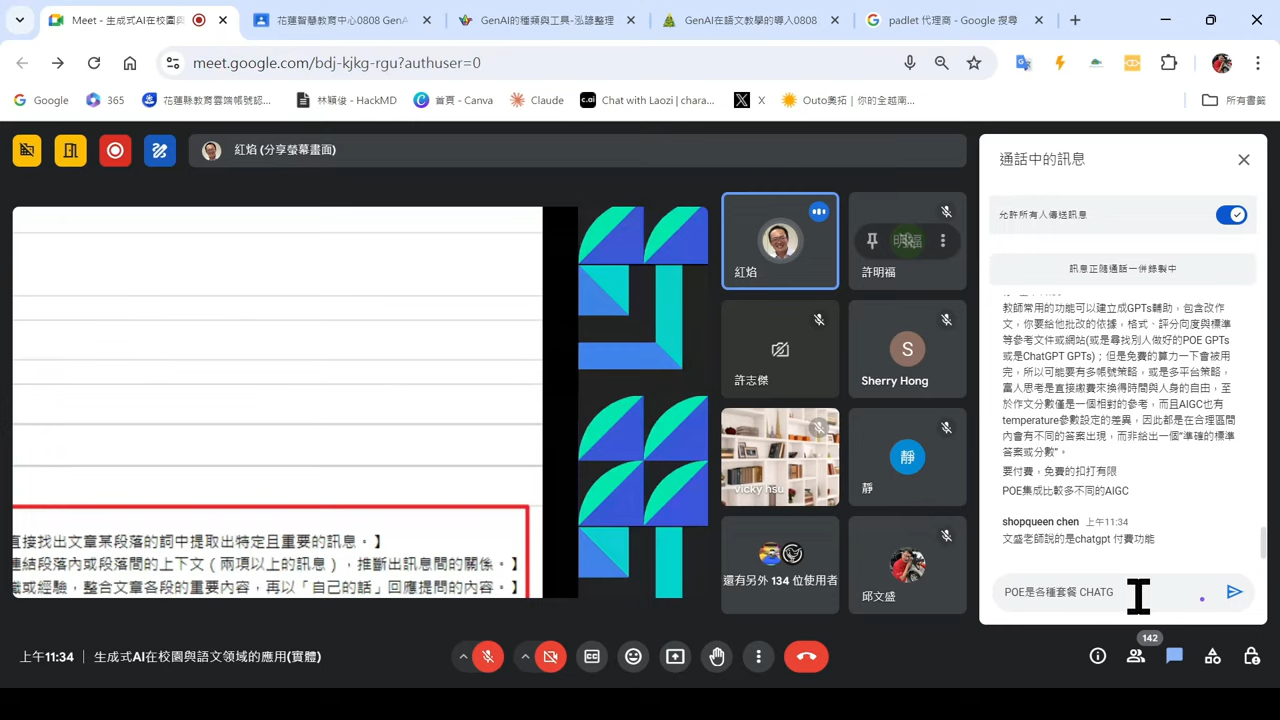 Meet - 生成式AI在校園與
花蓮智慧教育中心0808 GenA
GenAI的種類與工具-泓諺整理
GenAI在語文教學的導入0808
padlet 代理商 - Google 搜尋
meet.google.com/bdj-kjkg-rgu?authuser=0
Google
365
花蓮縣教育雲端帳號認...
林穎俊 - HackMD
首頁 - Canva
Claude
Chat with Laozi | chara...
X
Outo奧拓｜你的全越南...
所有書籤
紅焰 (分享螢幕畫面)
通話中的訊息
允許所有人傳送訊息
訊息正隨通話一併錄製中
直接找出文章某段落的詞中提取出特定且重要的訊息。】
連結段落內或段落間的上下文（兩項以上的訊息），推斷出訊息間的關係。】
識或經驗，整合文章各段的重要內容，再以「自己的話」回應提問的內容。】
紅焰
明福
許明福
許志傑
S
Sherry Hong
vicky hsu
靜
靜
還有另外 134 位使用者
邱文盛
教師常用的功能可以建立成GPTs輔助，包含改作
文，你要給他批改的依據，格式、評分向度與標準
等參考文件或網站(或是尋找別人做好的POE GPTs
或是ChatGPT GPTs)；但是免費的算力一下會被用
完，所以可能要有多帳號策略，或是多平台策略，
富人思考是直接繳費來換得時間與人身的自由，至
於作文分數僅是一個相對的參考，而且AIGC也有
temperature參數設定的差異，因此都是在合理區間
內會有不同的答案出現，而非給出一個"準確的標準
答案或分數"。
要付費，免費的扣打有限
POE集成比較多不同的AIGC
shopqueen chen 上午11:34
文盛老師說的是chatgpt 付費功能
POE是各種套餐 CHATG
上午11:34 | 生成式AI在校園與語文領域的應用(實體)
142